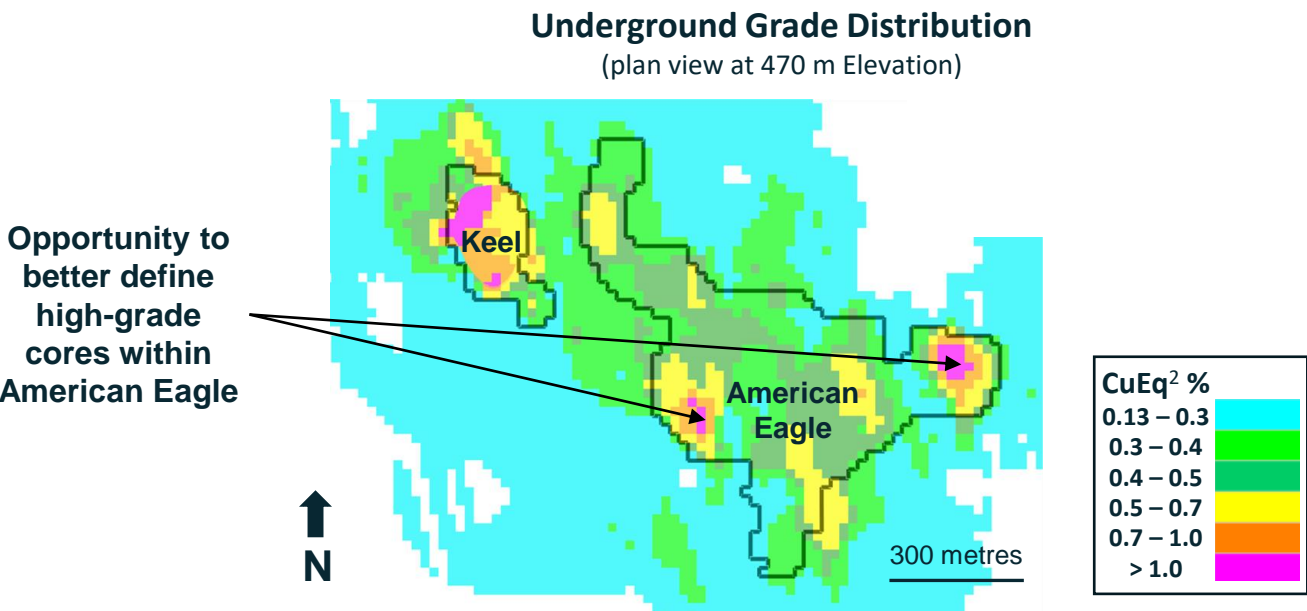 Underground Grade Distribution
(plan view at 470 m Elevation)
Opportunity to
better define
high-grade
cores within
American Eagle
Keel
American
Eagle
N
300 metres
CuEq² %
0.13 – 0.3
0.3 – 0.4
0.4 – 0.5
0.5 – 0.7
0.7 – 1.0
> 1.0